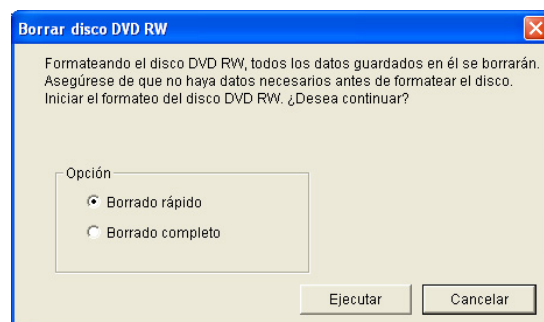 Borrar disco DVD RW
Formateando el disco DVD RW, todos los datos guardados en él se borrarán.
Asegúrese de que no haya datos necesarios antes de formatear el disco.
Iniciar el formateo del disco DVD RW. ¿Desea continuar?
Opción
Borrado rápido
Borrado completo
Ejecutar Cancelar